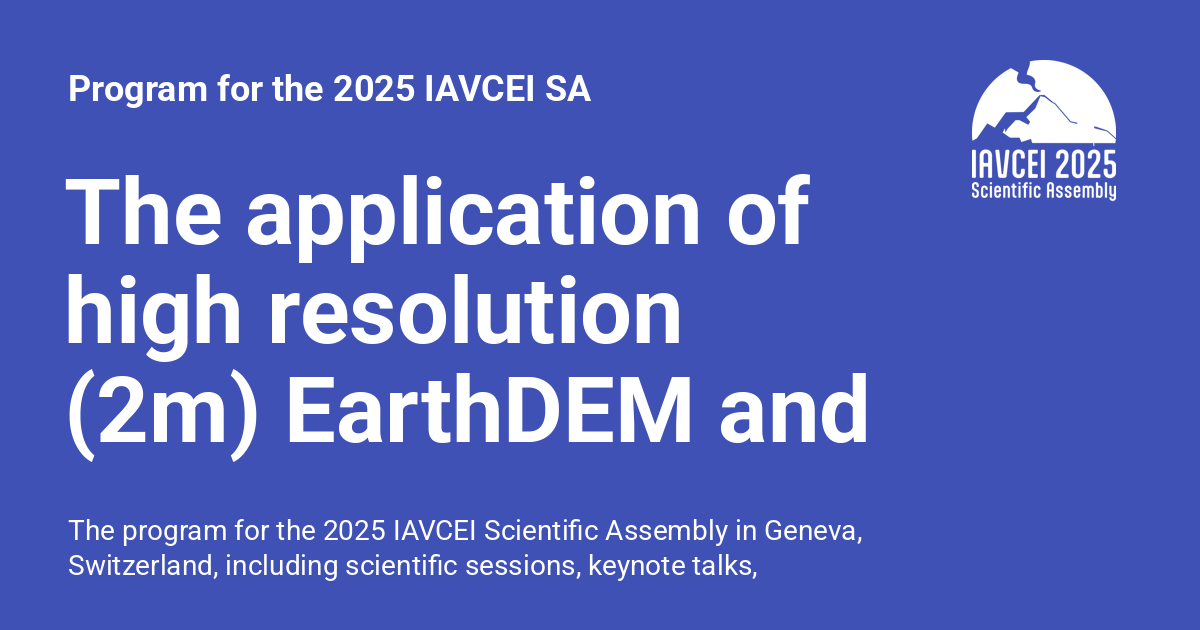 Program for the 2025 IAVCEI SA
IAVCEI 2025
Scientific Assembly
The application of
high resolution
(2m) EarthDEM and
The program for the 2025 IAVCEI Scientific Assembly in Geneva,
Switzerland, including scientific sessions, keynote talks,